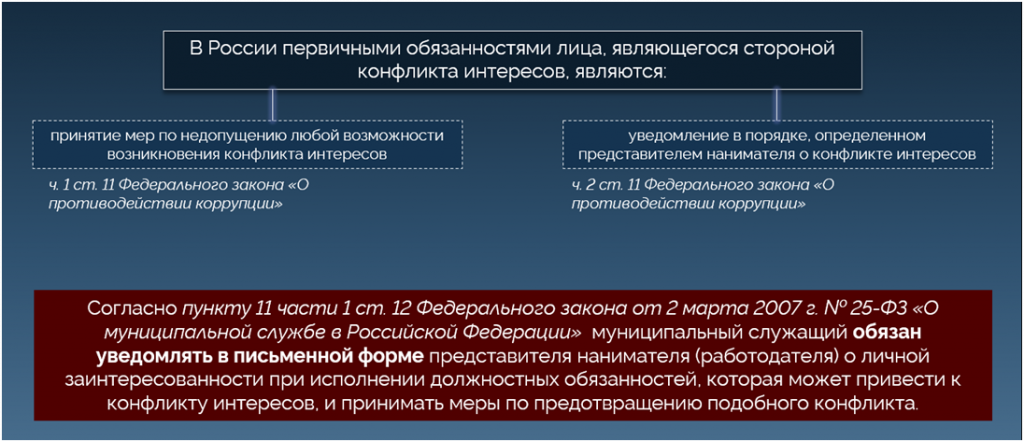 В России первичными обязанностями лица, являющегося стороной
конфликта интересов, являются:
принятие мер по недопущению любой возможности
возникновения конфликта интересов
ч. 1 ст. 11 Федерального закона «О
противодействии коррупции»
уведомление в порядке, определенном
представителем нанимателя о конфликте интересов
ч. 2 ст. 11 Федерального закона «О
противодействии коррупции»
Согласно пункту 11 части 1 ст. 12 Федерального закона от 2 марта 2007 г. № 25-ФЗ «О
муниципальной службе в Российской Федерации» муниципальный служащий обязан
уведомлять в письменной форме представителя нанимателя (работодателя) о личной
заинтересованности при исполнении должностных обязанностей, которая может привести к
конфликту интересов, и принимать меры по предотвращению подобного конфликта.